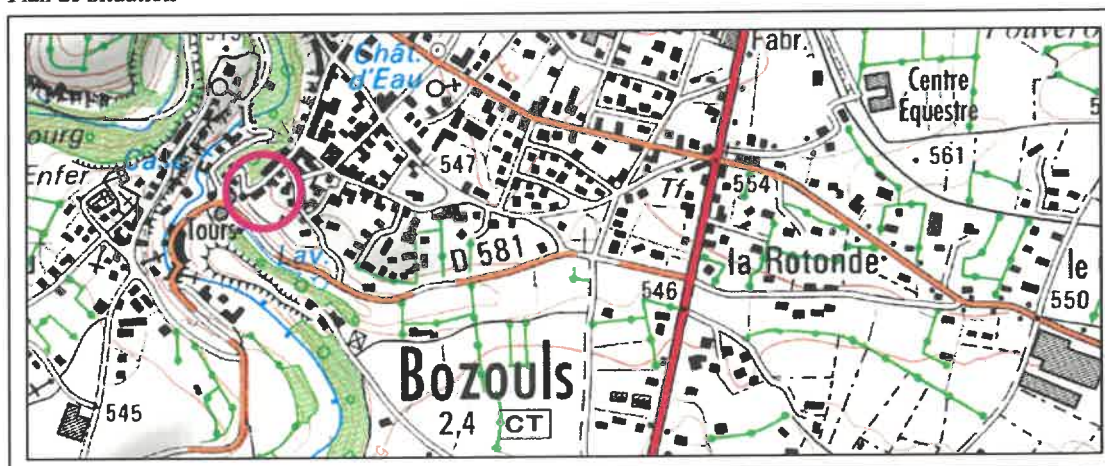 Plan de situation
Fabr.
Chât.
d'Eau
Centre
Equestre
547
561
Enfer
Tf.
554
Tours
Lav.
D 581
la Rotonde
le
546
550
Bozouls
545
2,4
CT